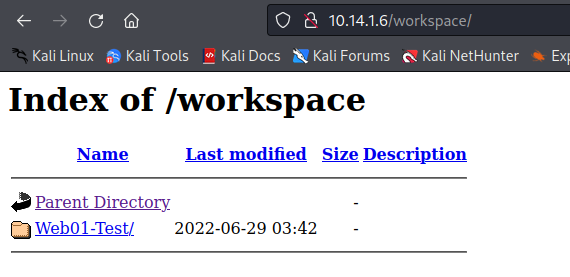 10.14.1.6/workspace/
Kali Linux Kali Tools Kali Docs Kali Forums Kali NetHunter
Index of /workspace
Name Last modified Size Description
Parent Directory -
Web01-Test/ 2022-06-29 03:42 -